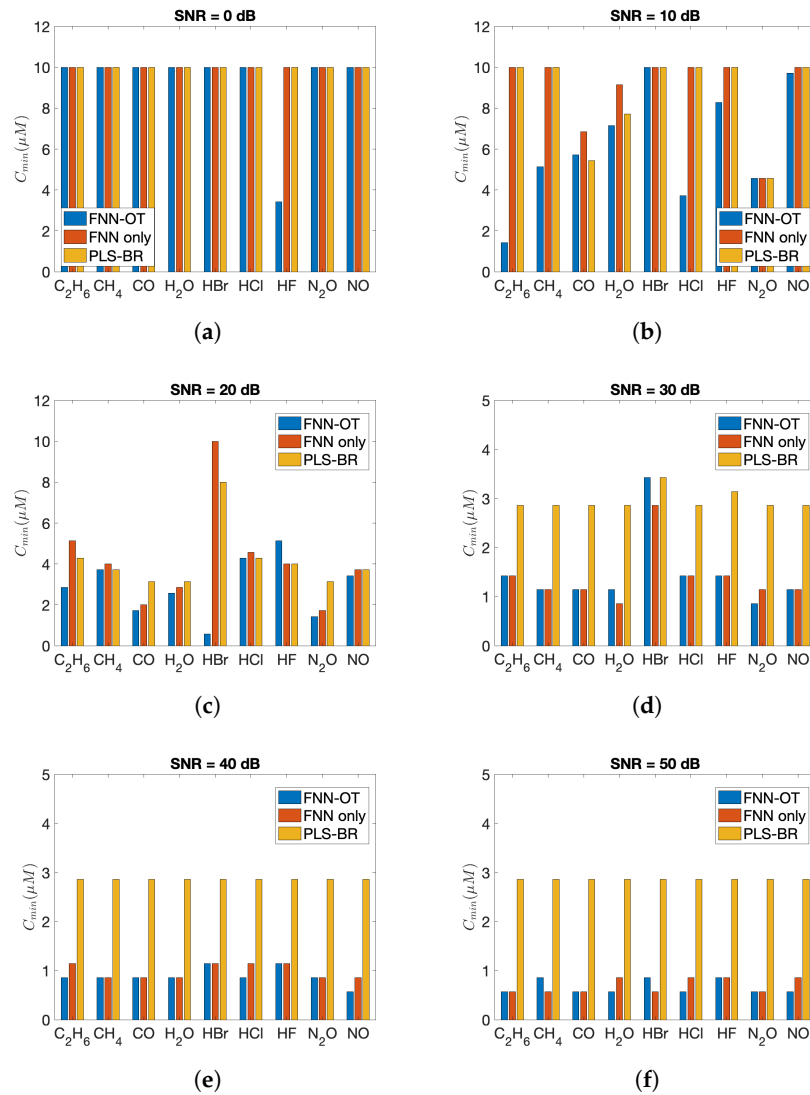 SNR = 0 dB
12
10
8
6
4
2
0
C_min(μM)
FNN-OT
FNN only
PLS-BR
C2H6 CH4 CO H2O HBr HCl HF N2O NO
(a)
SNR = 10 dB
12
10
8
6
4
2
0
C_min(μM)
FNN-OT
FNN only
PLS-BR
C2H6 CH4 CO H2O HBr HCl HF N2O NO
(b)
SNR = 20 dB
12
10
8
6
4
2
0
C_min(μM)
FNN-OT
FNN only
PLS-BR
C2H6 CH4 CO H2O HBr HCl HF N2O NO
(c)
SNR = 30 dB
5
4
3
2
1
0
C_min(μM)
FNN-OT
FNN only
PLS-BR
C2H6 CH4 CO H2O HBr HCl HF N2O NO
(d)
SNR = 40 dB
5
4
3
2
1
0
C_min(μM)
FNN-OT
FNN only
PLS-BR
C2H6 CH4 CO H2O HBr HCl HF N2O NO
(e)
SNR = 50 dB
5
4
3
2
1
0
C_min(μM)
FNN-OT
FNN only
PLS-BR
C2H6 CH4 CO H2O HBr HCl HF N2O NO
(f)